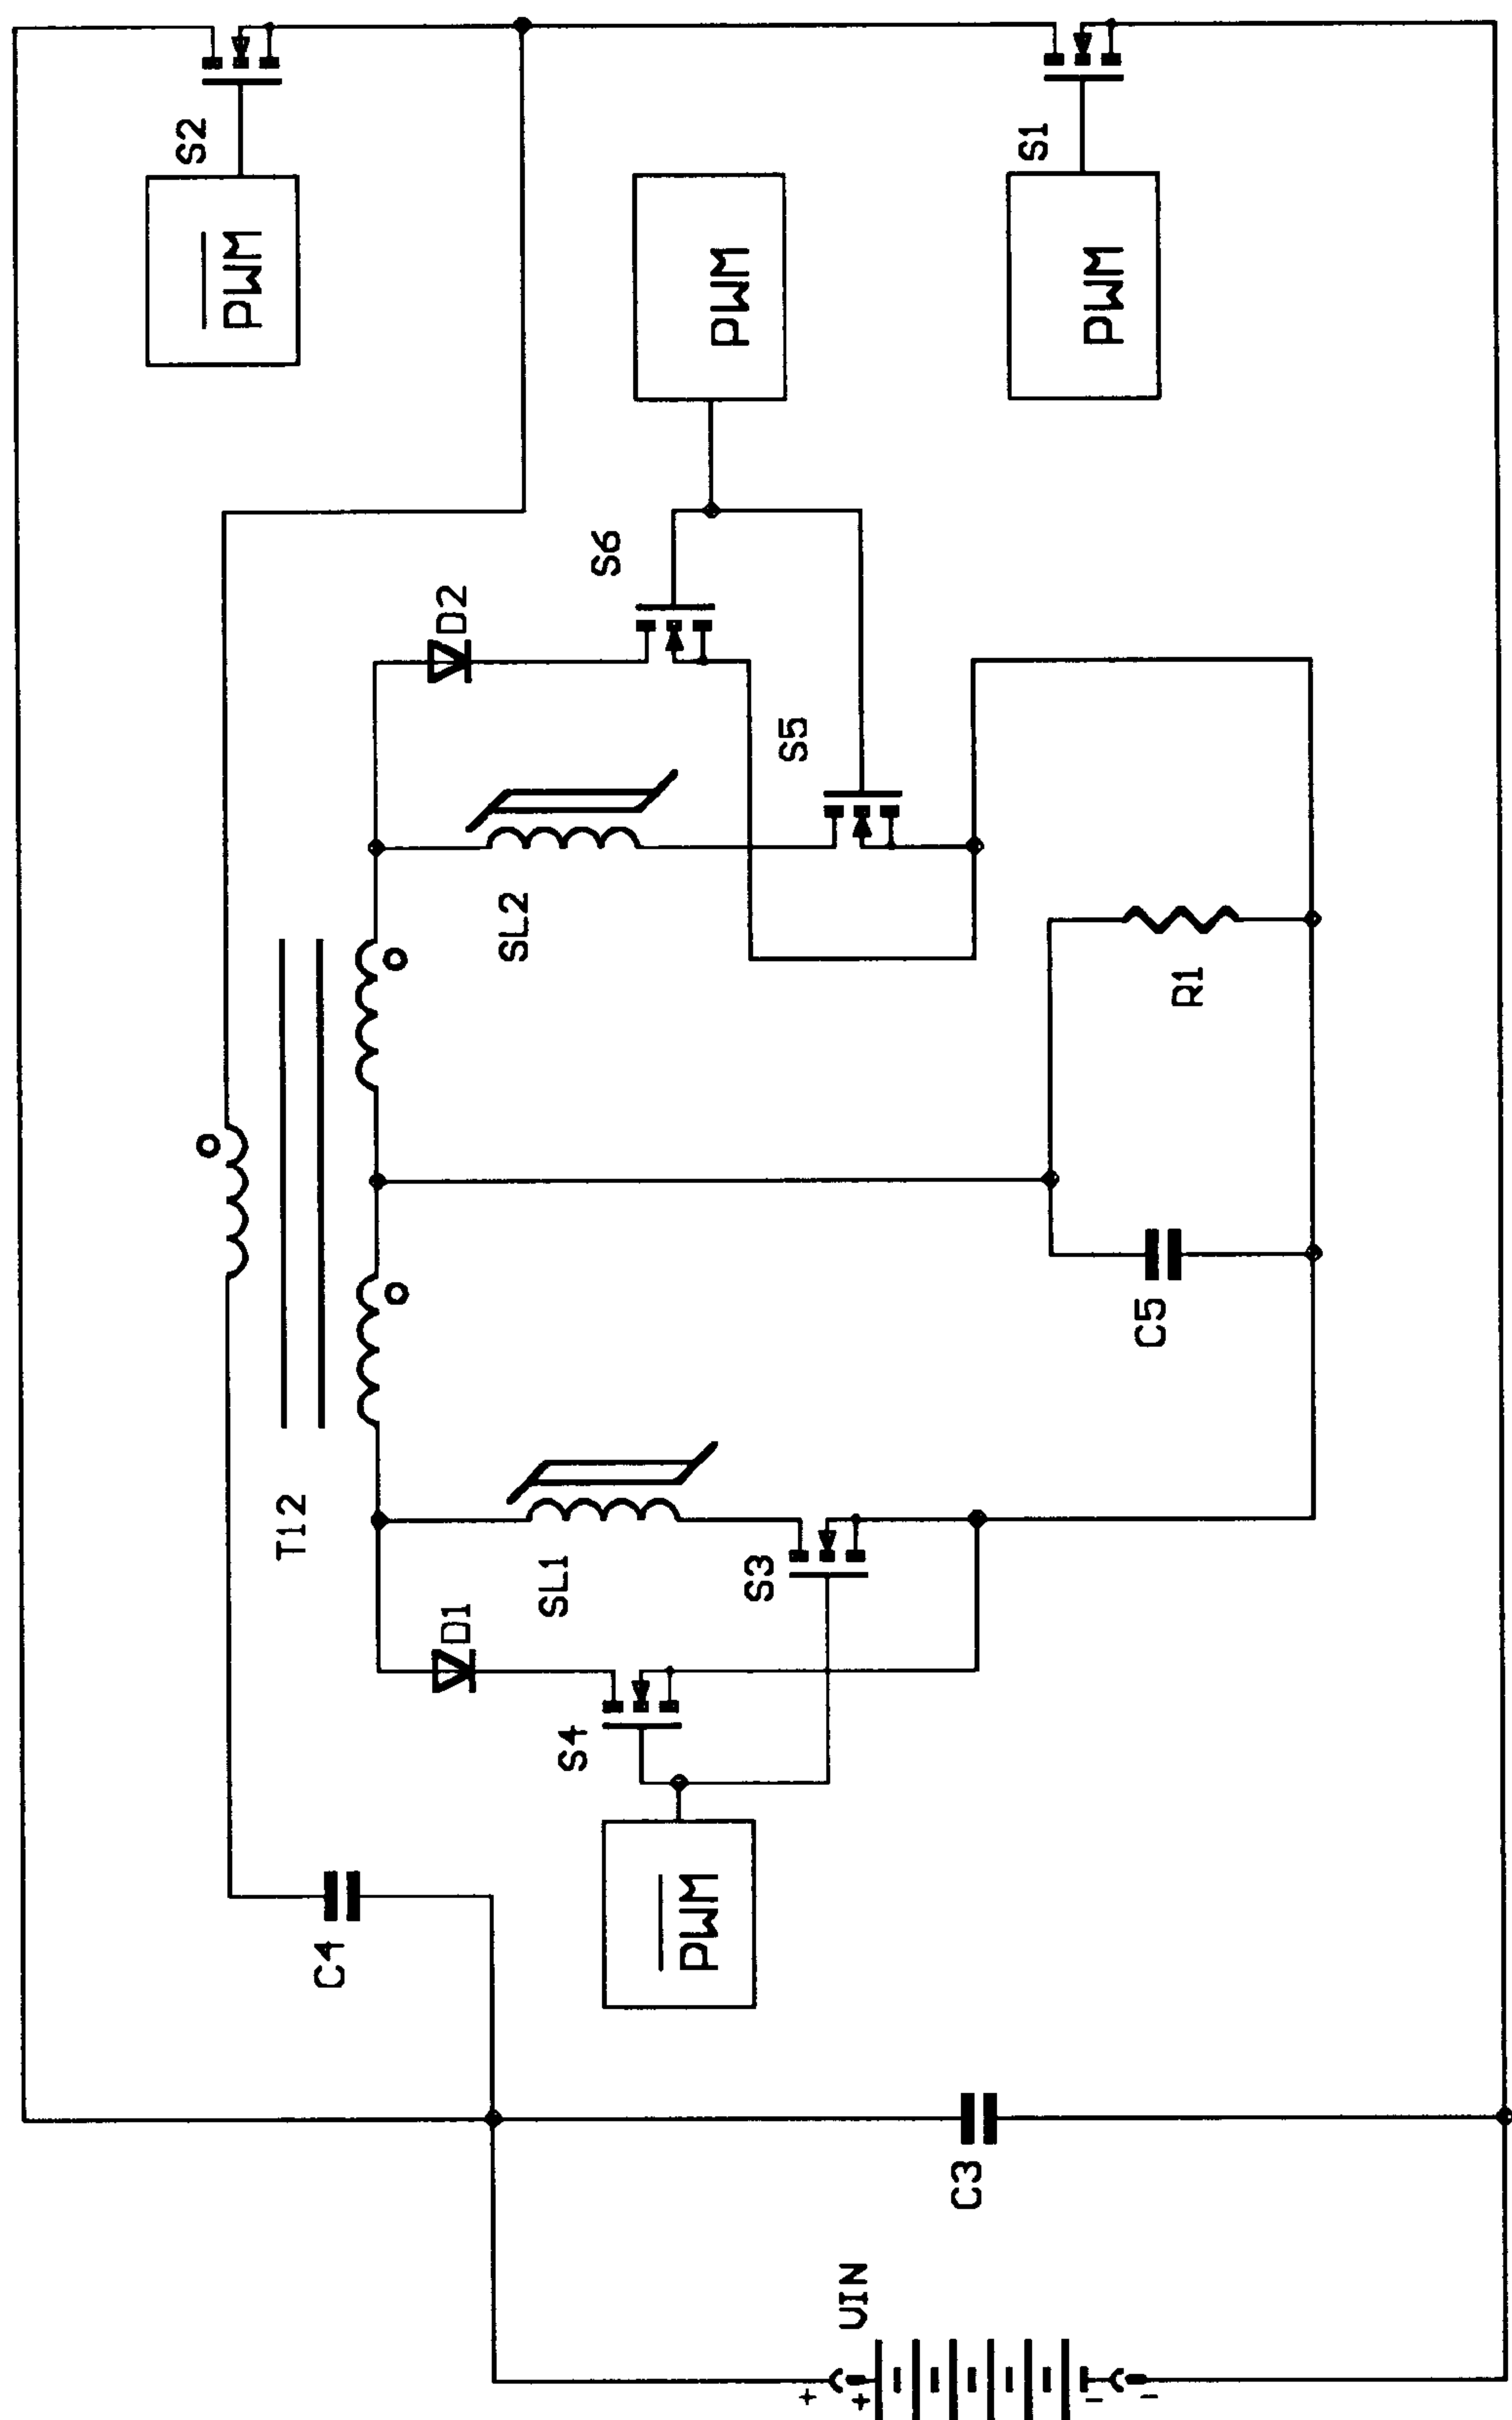 VIN
+
+
-
-
C3
C4
PWM
S4
D1
SL1
S3
T12
C5
R1
SL2
S5
D2
S6
PWM
S2
PWM
S1
PWM